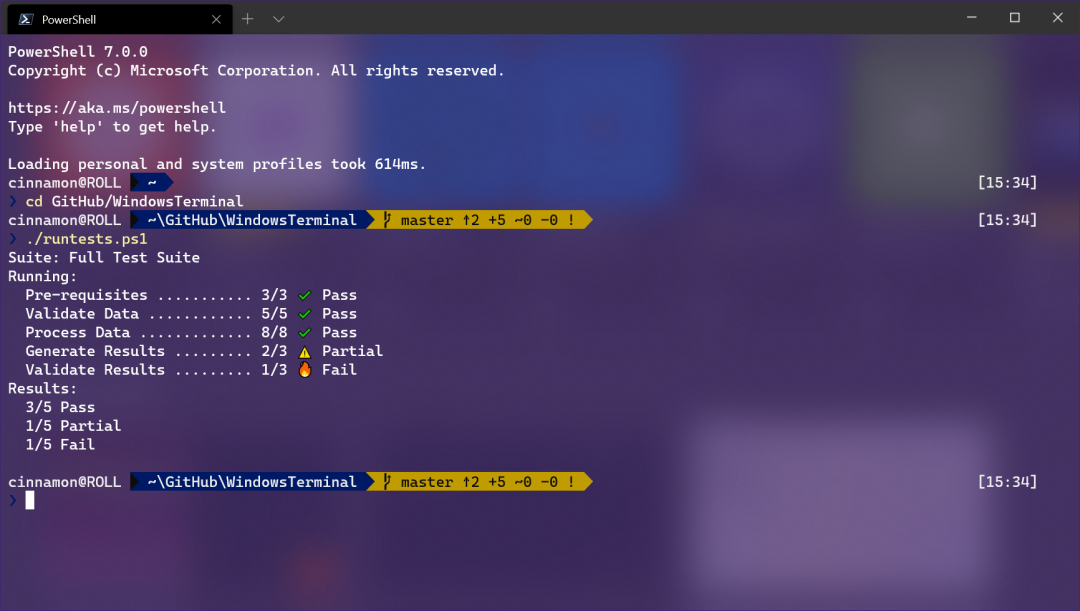 PowerShell
PowerShell 7.0.0
Copyright (c) Microsoft Corporation. All rights reserved.
https://aka.ms/powershell
Type 'help' to get help.
Loading personal and system profiles took 614ms.
cinnamon@ROLL ~ [15:34]
❯ cd GitHub/WindowsTerminal
cinnamon@ROLL ~\GitHub\WindowsTerminal master ↑2 +5 ~0 -0 ! [15:34]
❯ ./runtests.ps1
Suite: Full Test Suite
Running:
Pre-requisites ........... 3/3 ✔ Pass
Validate Data ............ 5/5 ✔ Pass
Process Data ............. 8/8 ✔ Pass
Generate Results ......... 2/3 ⚠ Partial
Validate Results ......... 1/3 🔥 Fail
Results:
3/5 Pass
1/5 Partial
1/5 Fail
cinnamon@ROLL ~\GitHub\WindowsTerminal master ↑2 +5 ~0 -0 ! [15:34]
❯